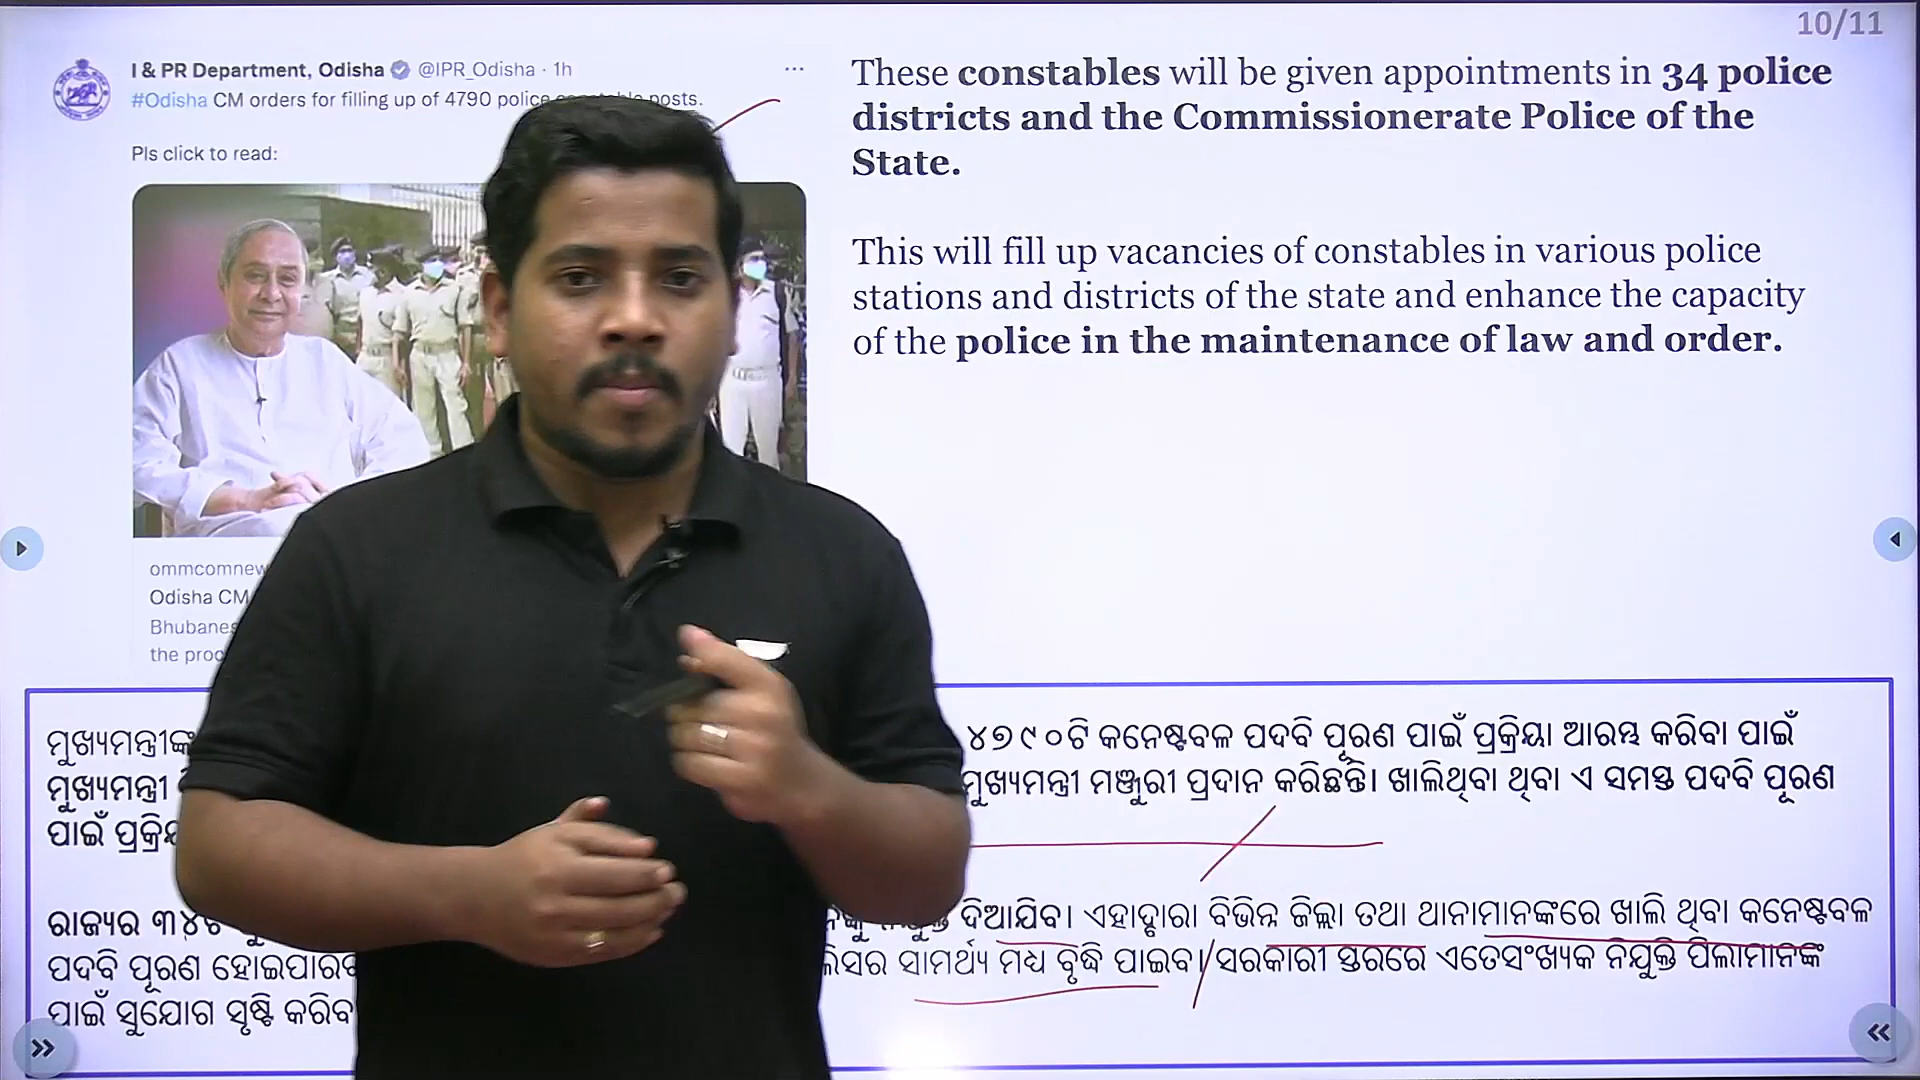 10/11
I & PR Department, Odisha @IPR_Odisha · 1h
#Odisha CM orders for filling up of 4790 police constable posts.
Pls click to read:
ommcomnew
Odisha CM
Bhubanes
the proc
These constables will be given appointments in 34 police
districts and the Commissionerate Police of the
State.
This will fill up vacancies of constables in various police
stations and districts of the state and enhance the capacity
of the police in the maintenance of law and order.
ମୁଖ୍ୟମନ୍ତ୍ରୀଙ୍କ ୪୭୯୦ଟି କନେଷ୍ଟବଳ ପଦବି ପୂରଣ ପାଇଁ ପ୍ରକ୍ରିୟା ଆରମ୍ଭ କରିବା ପାଇଁ
ମୁଖ୍ୟମନ୍ତ୍ରୀ ମୁଖ୍ୟମନ୍ତ୍ରୀ ମଞ୍ଜୁରୀ ପ୍ରଦାନ କରିଛନ୍ତି। ଖାଲିଥିବା ଥିବା ଏ ସମସ୍ତ ପଦବି ପୂରଣ
ପାଇଁ
ରାଜ୍ୟର ଦିଆଯିବ। ଏହାଦ୍ବାରା ବିଭିନ୍ନ ଜିଲ୍ଲା ତଥା ଥାନାମାନଙ୍କରେ ଖାଲି ଥିବା କନେଷ୍ଟବଳ
ପଦବି ପୂରଣ ସାମର୍ଥ୍ୟ ମଧ୍ୟ ବୃଦ୍ଧି ପାଇବ। ସରକାରୀ ସ୍ତରରେ ଏତେସଂଖ୍ୟକ ନିଯୁକ୍ତି ପିଲାମାନଙ୍କ
ପାଇଁ ସୁଯୋଗ ସୃଷ୍ଟି କରିବ